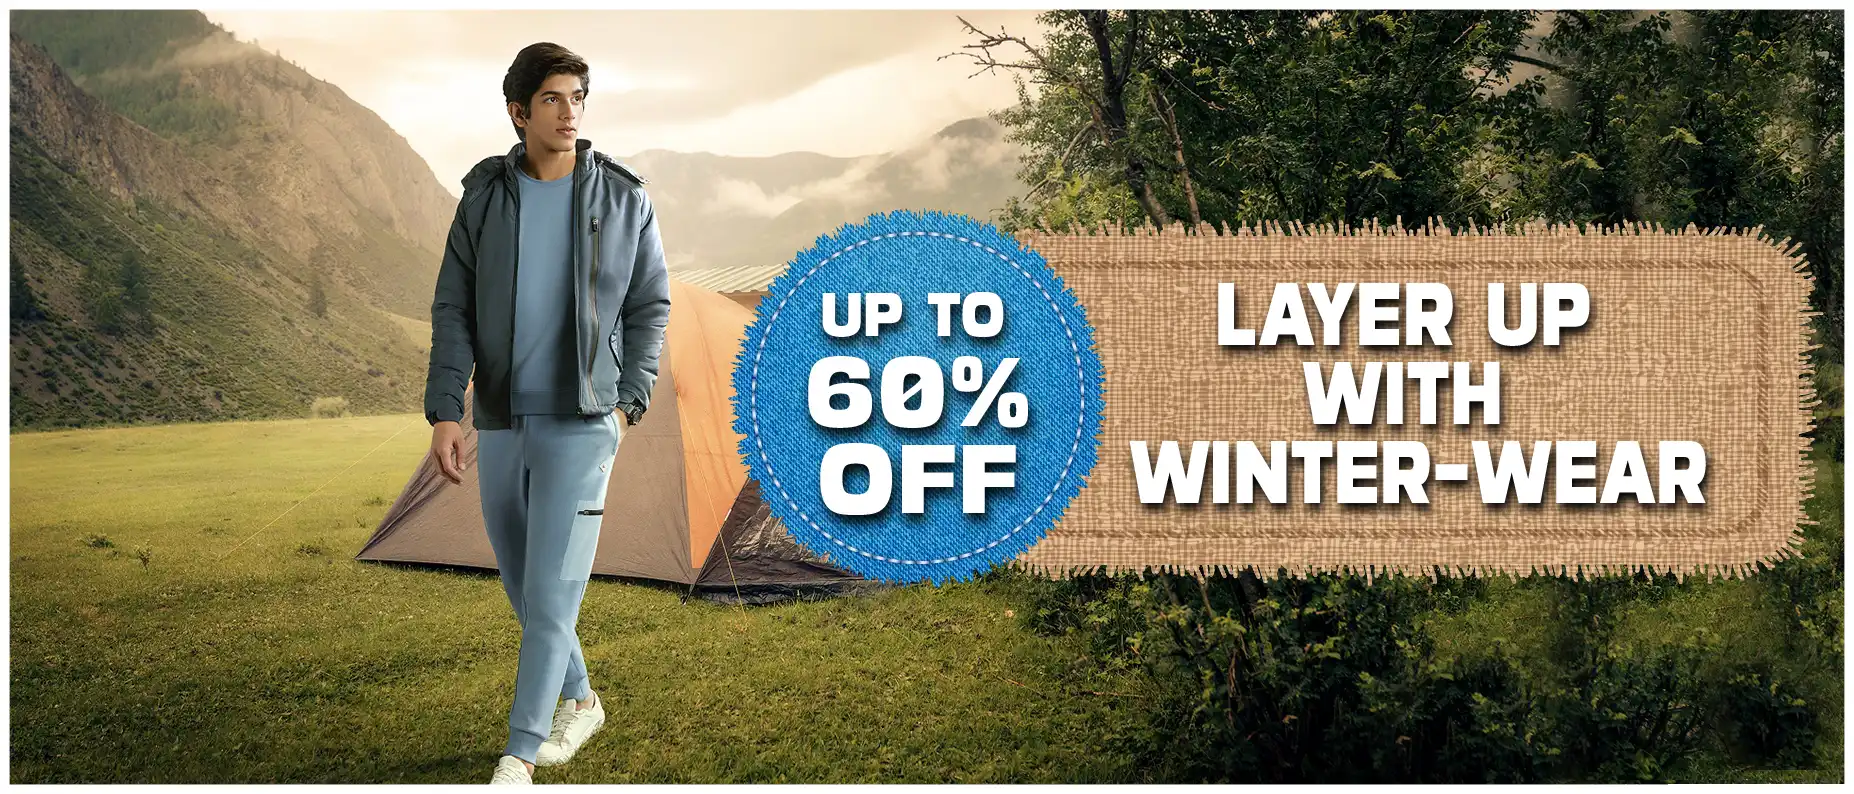 UP TO
60%
OFF
LAYER UP
WITH
WINTER-WEAR